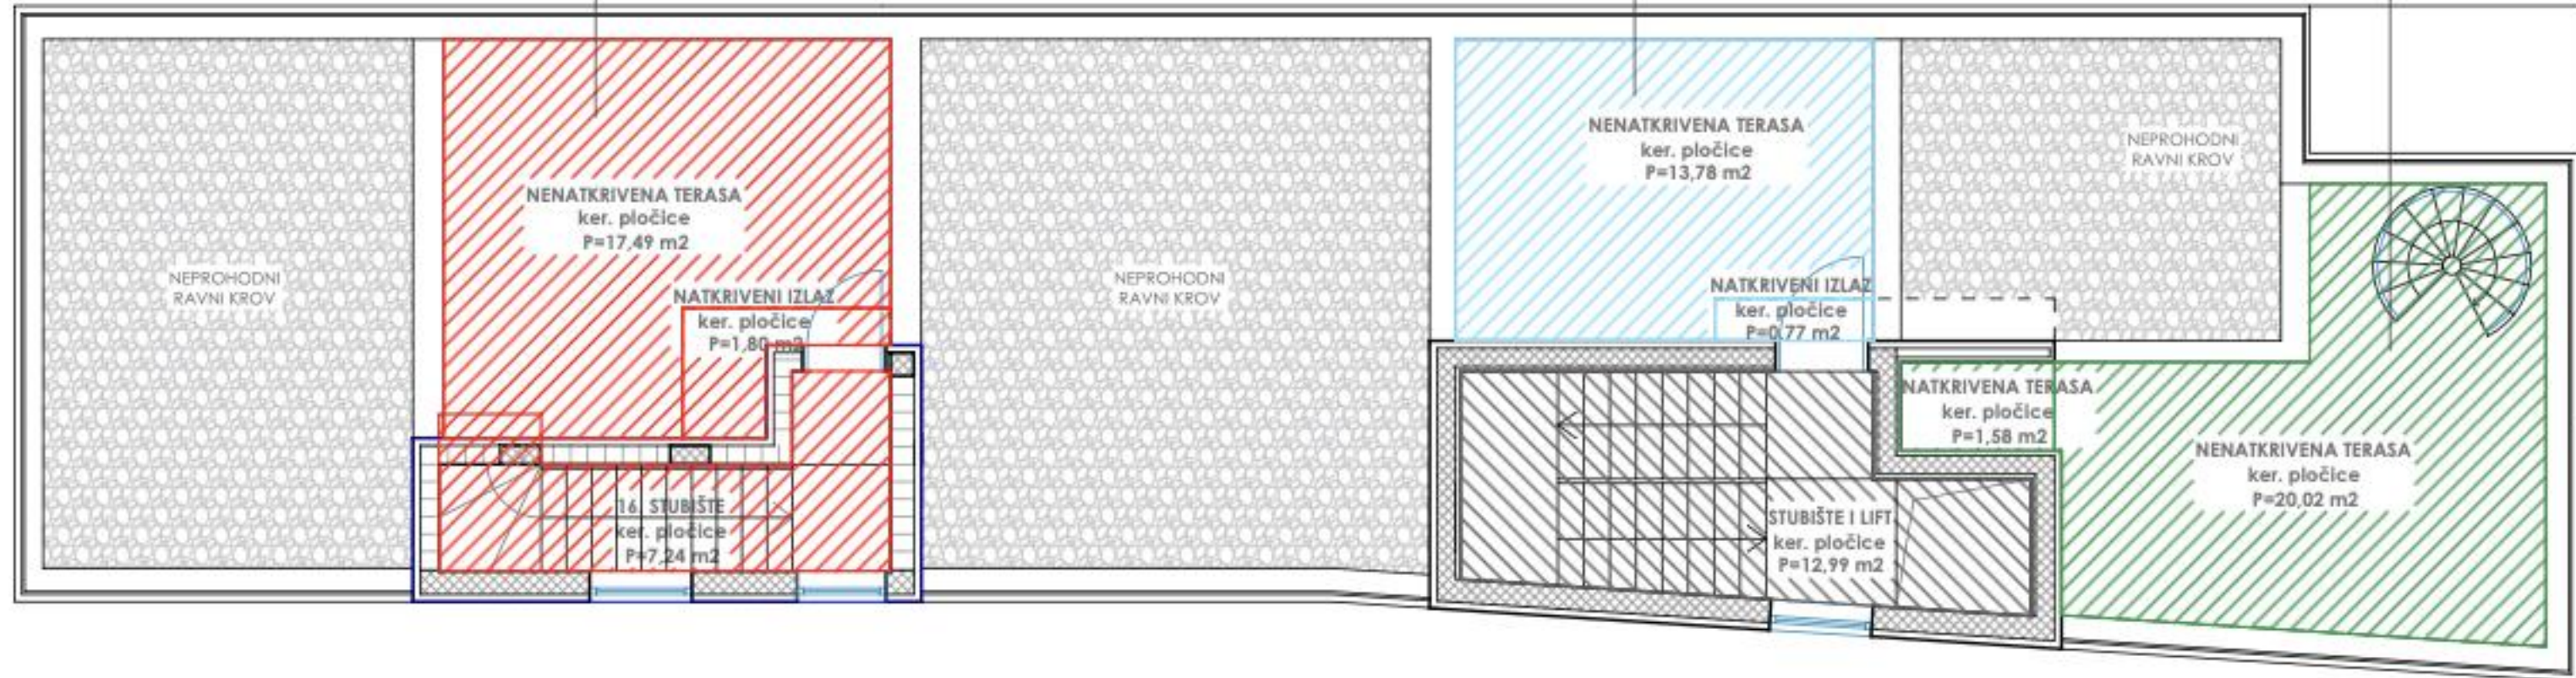 NEPROHODNI
RAVNI KROV
NENATKRIVENA TERASA
ker. pločice
P=17,49 m2
NATKRIVENI IZLAZ
ker. pločice
P=1,80 m2
16. STUBIŠTE
ker. pločice
P=7,24 m2
NEPROHODNI
RAVNI KROV
NENATKRIVENA TERASA
ker. pločice
P=13,78 m2
NATKRIVENI IZLAZ
ker. pločice
P=0,77 m2
STUBIŠTE I LIFT
ker. pločice
P=12,99 m2
NEPROHODNI
RAVNI KROV
NATKRIVENA TERASA
ker. pločice
P=1,58 m2
NENATKRIVENA TERASA
ker. pločice
P=20,02 m2